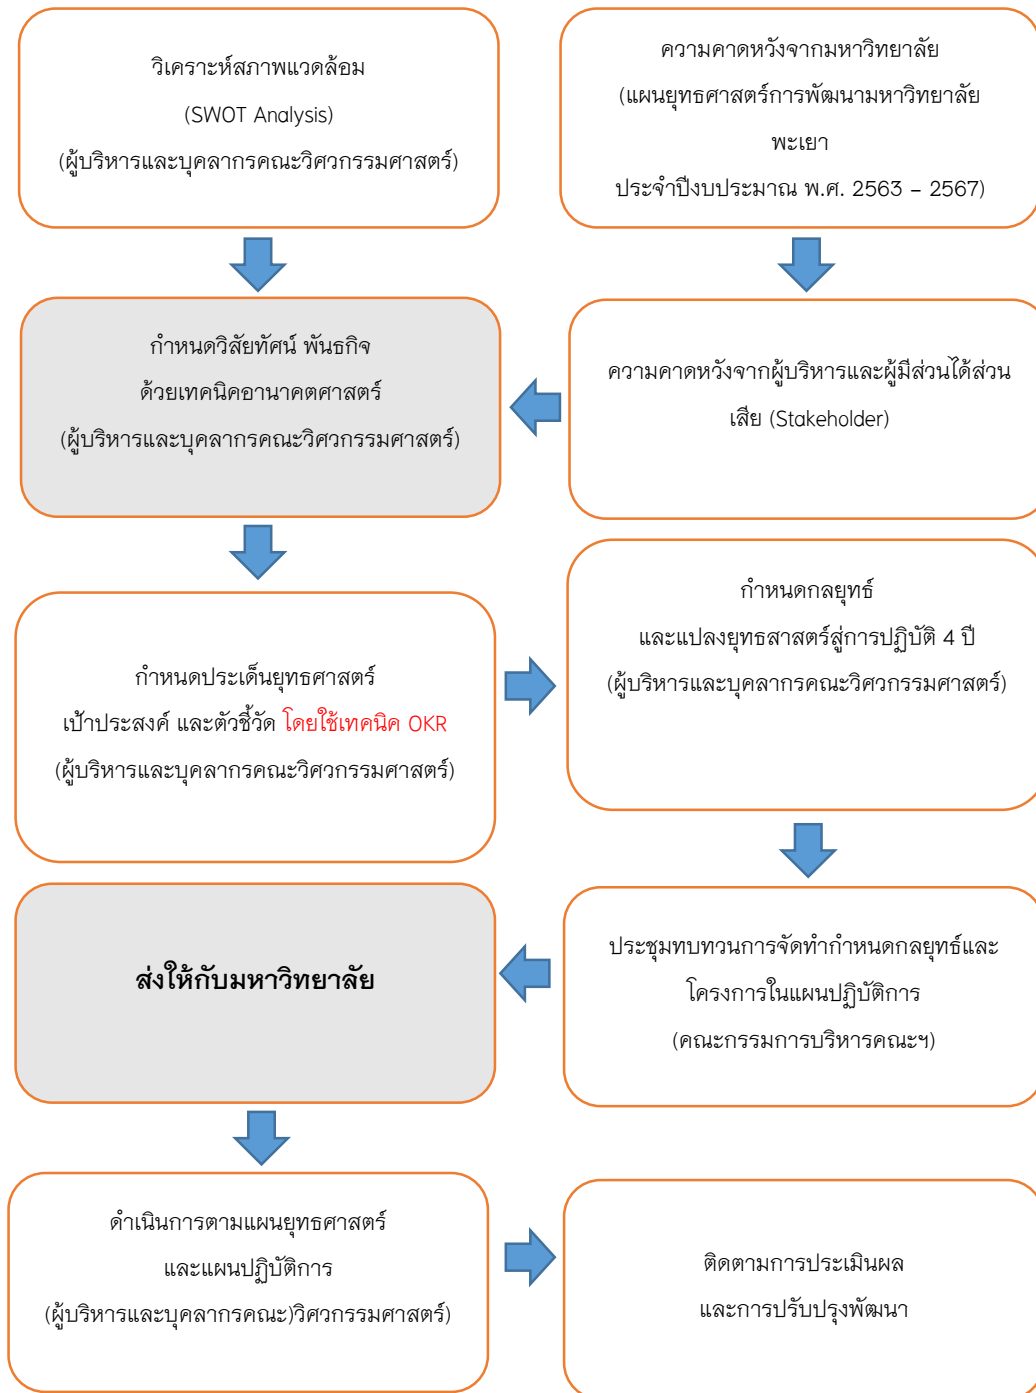 วิเคราะห์สภาพแวดล้อม
(SWOT Analysis)
(ผู้บริหารและบุคลากรคณะวิศวกรรมศาสตร์)
ความคาดหวังจากมหาวิทยาลัย
(แผนยุทธศาสตร์การพัฒนามหาวิทยาลัย
พะเยา
ประจำปีงบประมาณ พ.ศ. 2563 – 2567)
กำหนดวิสัยทัศน์ พันธกิจ
ด้วยเทคนิคอานาคตศาสตร์
(ผู้บริหารและบุคลากรคณะวิศวกรรมศาสตร์)
ความคาดหวังจากผู้บริหารและผู้มีส่วนได้ส่วน
เสีย (Stakeholder)
กำหนดประเด็นยุทธศาสตร์
เป้าประสงค์ และตัวชี้วัด โดยใช้เทคนิค OKR
(ผู้บริหารและบุคลากรคณะวิศวกรรมศาสตร์)
กำหนดกลยุทธ์
และแปลงยุทธสาสตร์สู่การปฏิบัติ 4 ปี
(ผู้บริหารและบุคลากรคณะวิศวกรรมศาสตร์)
ส่งให้กับมหาวิทยาลัย
ประชุมทบทวนการจัดทำกำหนดกลยุทธ์และ
โครงการในแผนปฏิบัติการ
(คณะกรรมการบริหารคณะฯ)
ดำเนินการตามแผนยุทธศาสตร์
และแผนปฏิบัติการ
(ผู้บริหารและบุคลากรคณะ)วิศวกรรมศาสตร์)
ติดตามการประเมินผล
และการปรับปรุงพัฒนา